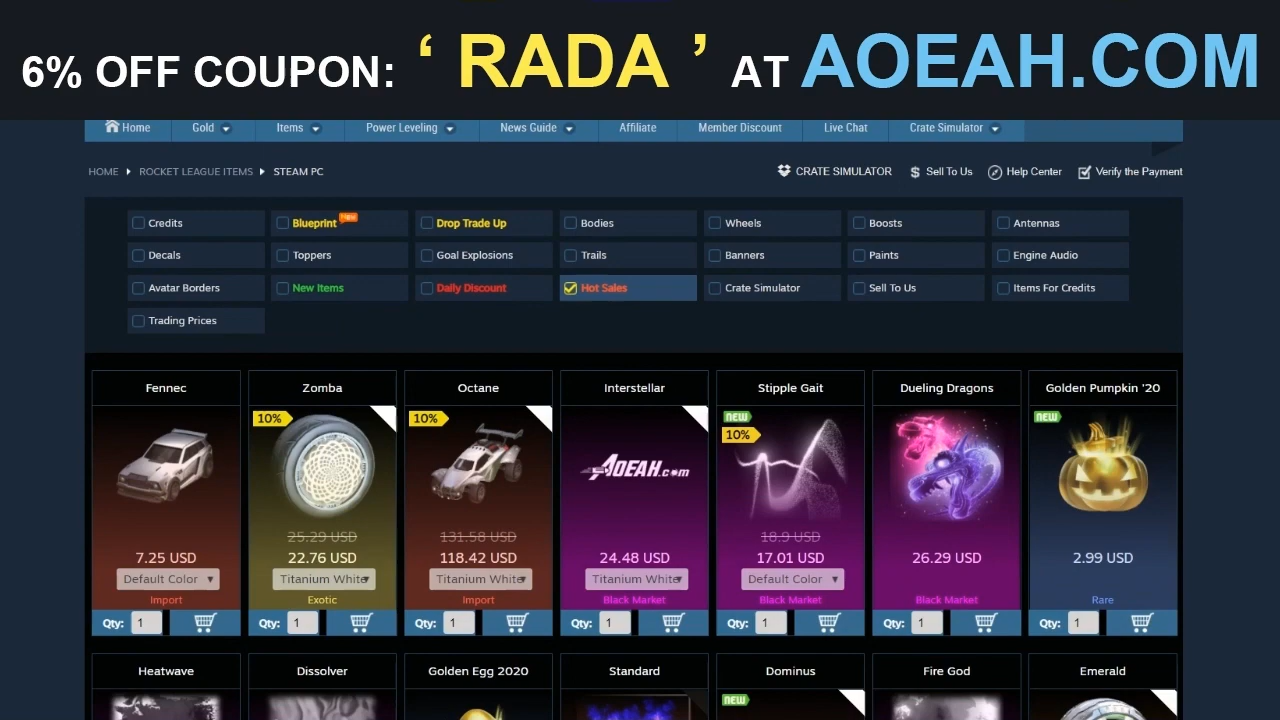 6% OFF COUPON: ‘ RADA ’ AT AOEAH.COM
Home Gold Items Power Leveling News Guide Affiliate Member Discount Live Chat Crate Simulator
HOME ROCKET LEAGUE ITEMS STEAM PC CRATE SIMULATOR $ Sell To Us Help Center Verify the Payment
Credits Blueprint New Drop Trade Up Bodies Wheels Boosts Antennas
Decals Toppers Goal Explosions Trails Banners Paints Engine Audio
Avatar Borders New Items Daily Discount Hot Sales Crate Simulator Sell To Us Items For Credits
Trading Prices
Fennec Zomba Octane Interstellar Stipple Gait Dueling Dragons Golden Pumpkin '20
10% 10% NEW NEW
10%
AOEAH.COM
25.29 USD 131.58 USD 18.9 USD
7.25 USD 22.76 USD 118.42 USD 24.48 USD 17.01 USD 26.29 USD 2.99 USD
Default Color Titanium White Titanium White Titanium White Default Color
Import Exotic Import Black Market Black Market Black Market Rare
Qty: 1 Qty: 1 Qty: 1 Qty: 1 Qty: 1 Qty: 1 Qty: 1
Heatwave Dissolver Golden Egg 2020 Standard Dominus Fire God Emerald
NEW